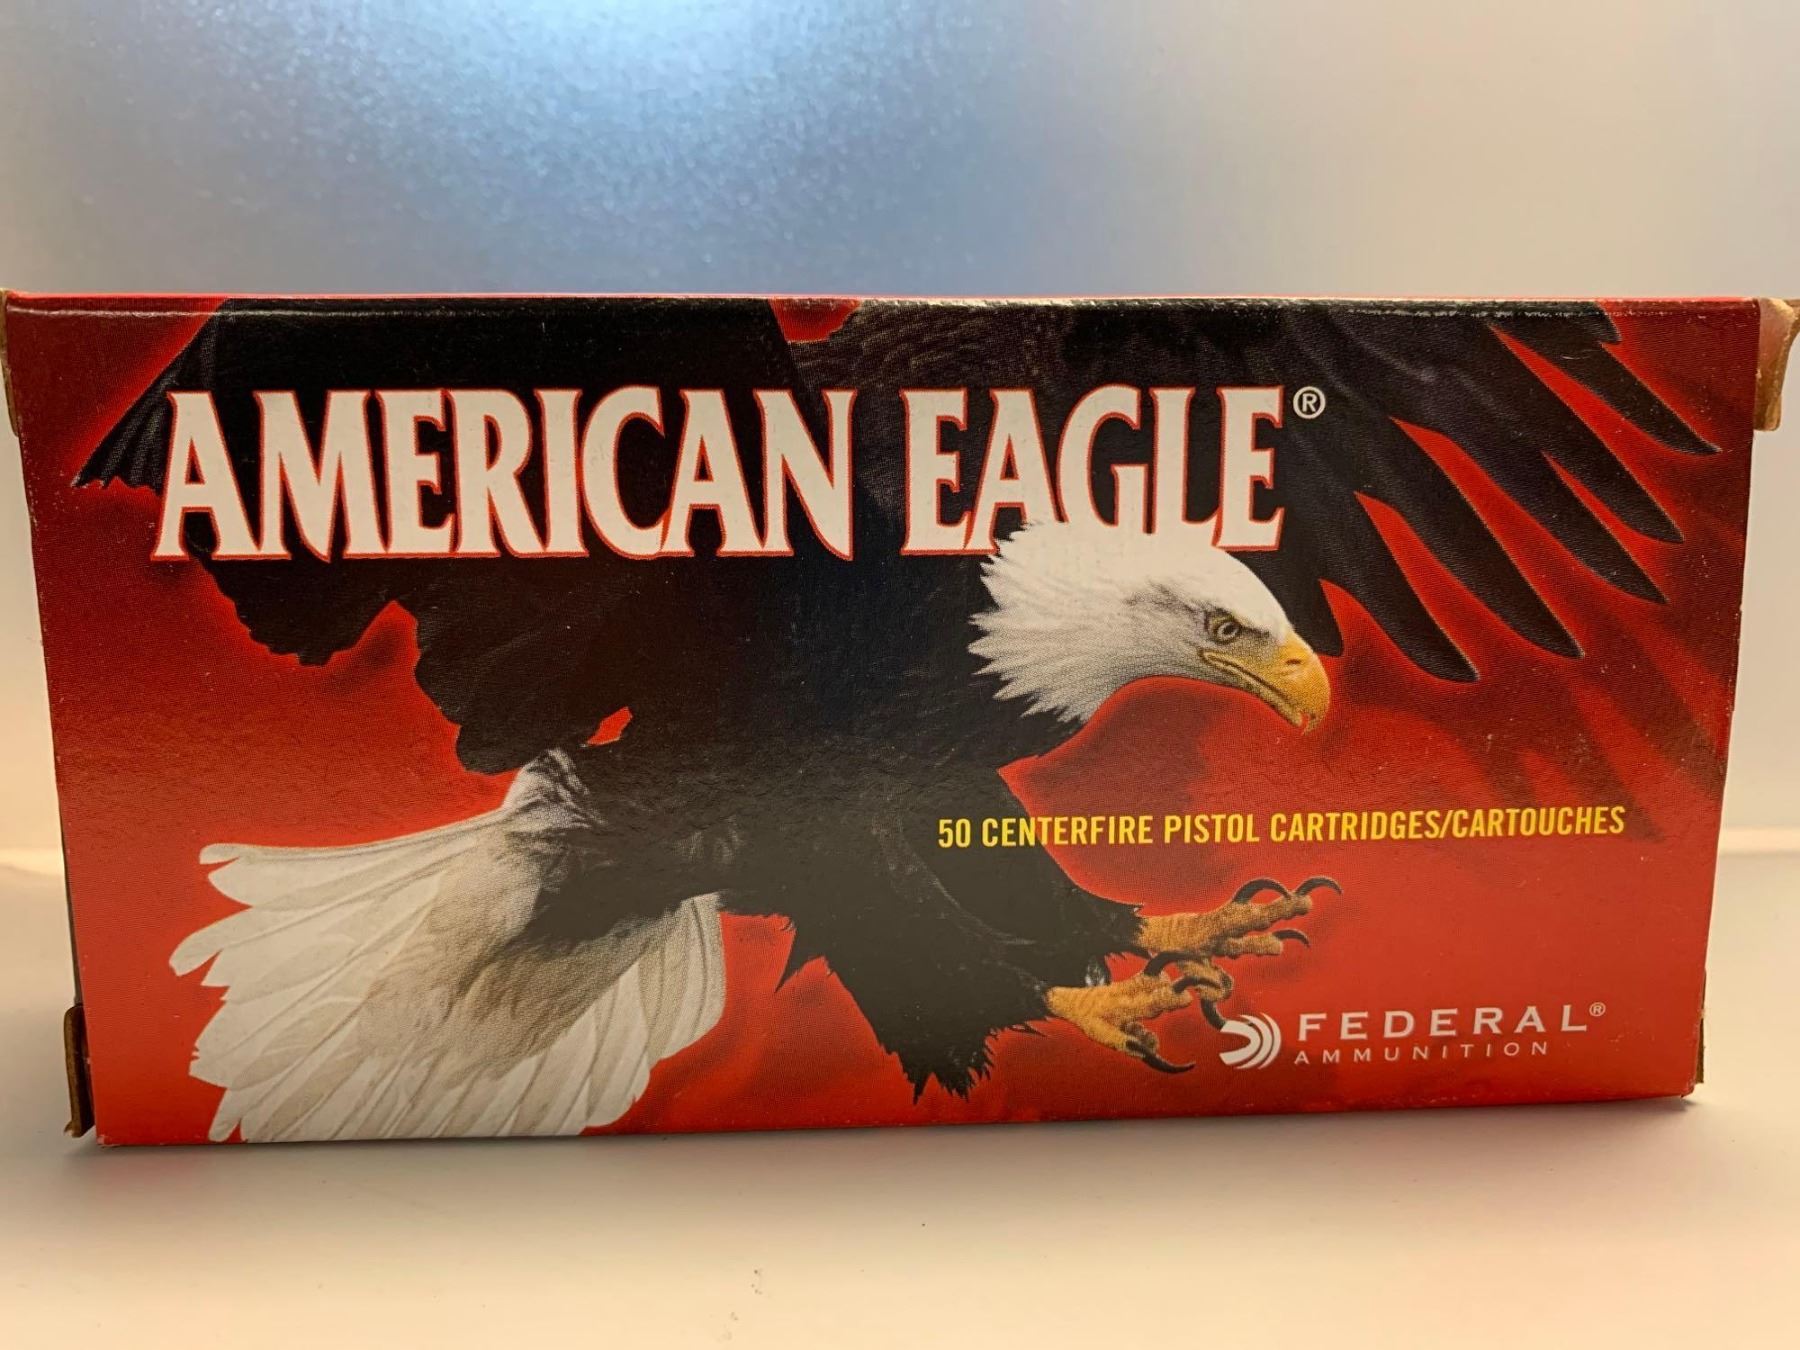 AMERICAN EAGLE®
50 CENTERFIRE PISTOL CARTRIDGES/CARTOUCHES
FEDERAL®
AMMUNITION